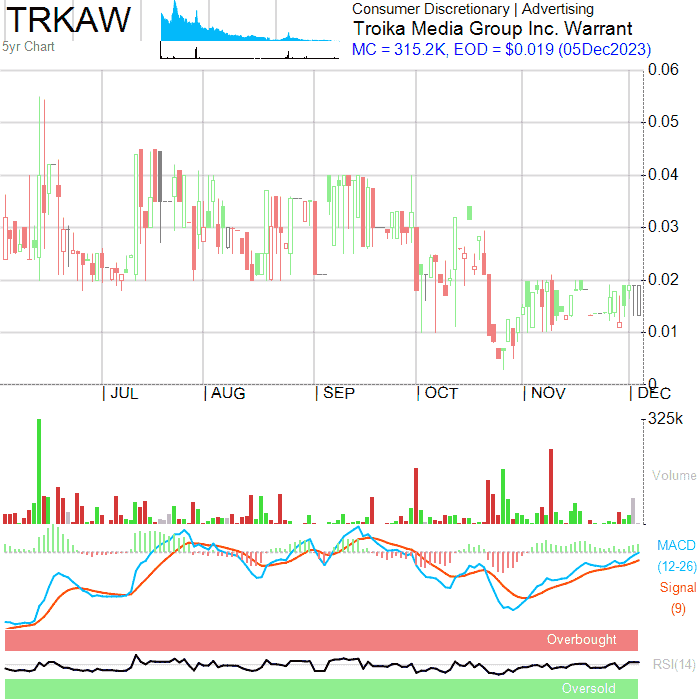 TRKAW
5yr Chart
Consumer Discretionary | Advertising
Troika Media Group Inc. Warrant
MC = 315.2K, EOD = $0.019 (05Dec2023)
0.06
0.05
0.04
0.03
0.02
0.01
0
| JUL | AUG | SEP | OCT | NOV | DEC
325k
Volume
MACD
(12-26)
Signal
(9)
Overbought
RSI(14)
Oversold